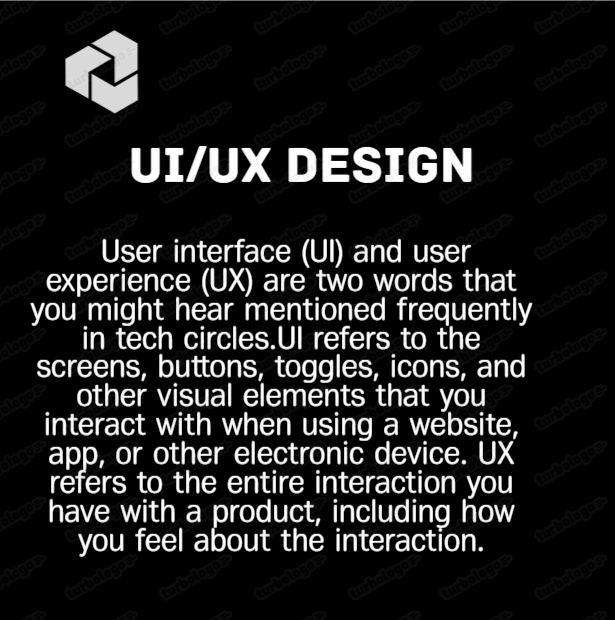 UI/UX DESIGN
User interface (UI) and user
experience (UX) are two words that
you might hear mentioned frequently
in tech circles.UI refers to the
screens, buttons, toggles, icons, and
other visual elements that you
interact with when using a website,
app, or other electronic device. UX
refers to the entire interaction you
have with a product, including how
you feel about the interaction.